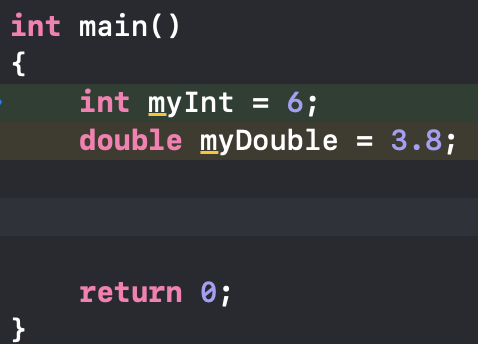 int main()
{
    int myInt = 6;
    double myDouble = 3.8;
    return 0;
}